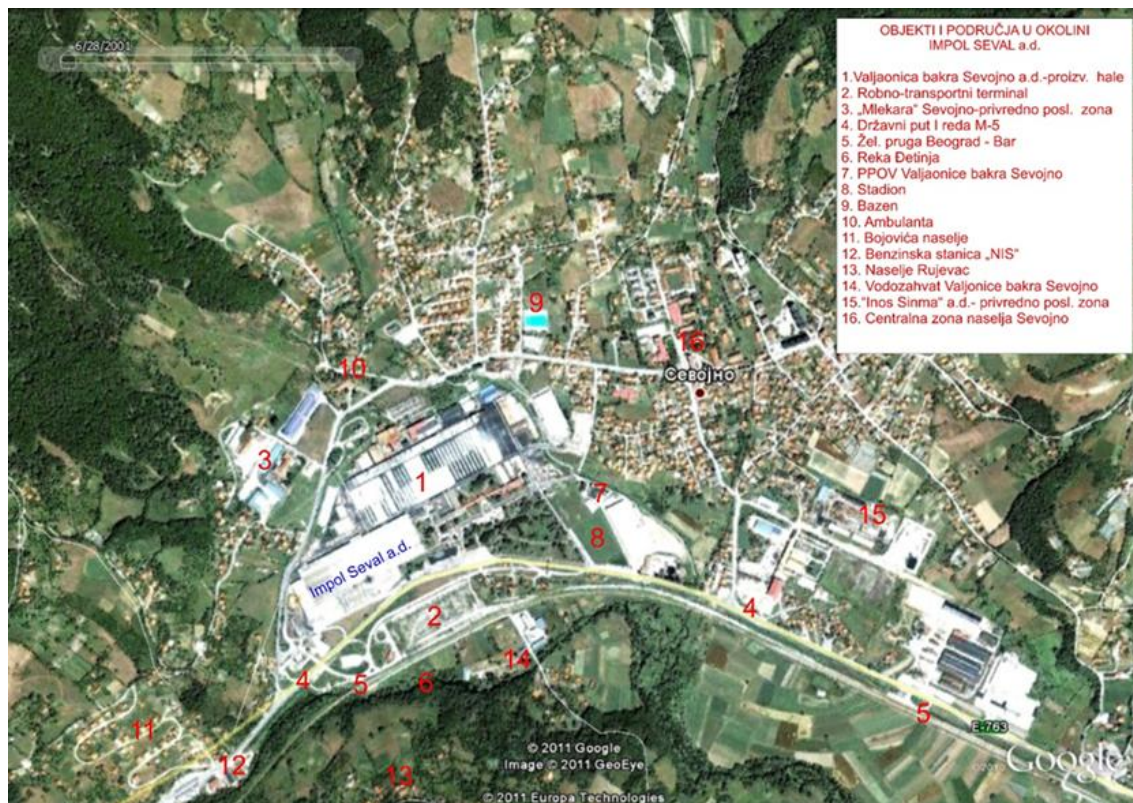 6/28/2001
OBJEKTI I PODRUČJA U OKOLINI
IMPOL SEVAL a.d.
1.Valjaonica bakra Sevojno a.d.-proizv. hale
2. Robno-transportni terminal
3. „Mlekara" Sevojno-privredno posl. zona
4. Državni put I reda M-5
5. Žel. pruga Beograd - Bar
6. Reka Đetinja
7. PPOV Valjaonice bakra Sevojno
8. Stadion
9. Bazen
10. Ambulanta
11. Bojovića naselje
12. Benzinska stanica „NIS"
13. Naselje Rujevac
14. Vodozahvat Valjonice bakra Sevojno
15."Inos Sinma" a.d.- privredno posl. zona
16. Centralna zona naselja Sevojno
9
16
10
Севојно
3
1
7
15
8
Impol Seval a.d.
2
4
14
4
5
6
11
5
E-763
12
13
© 2011 Google
Image © 2011 GeoEye
© 2011 Europa Technologies
Google